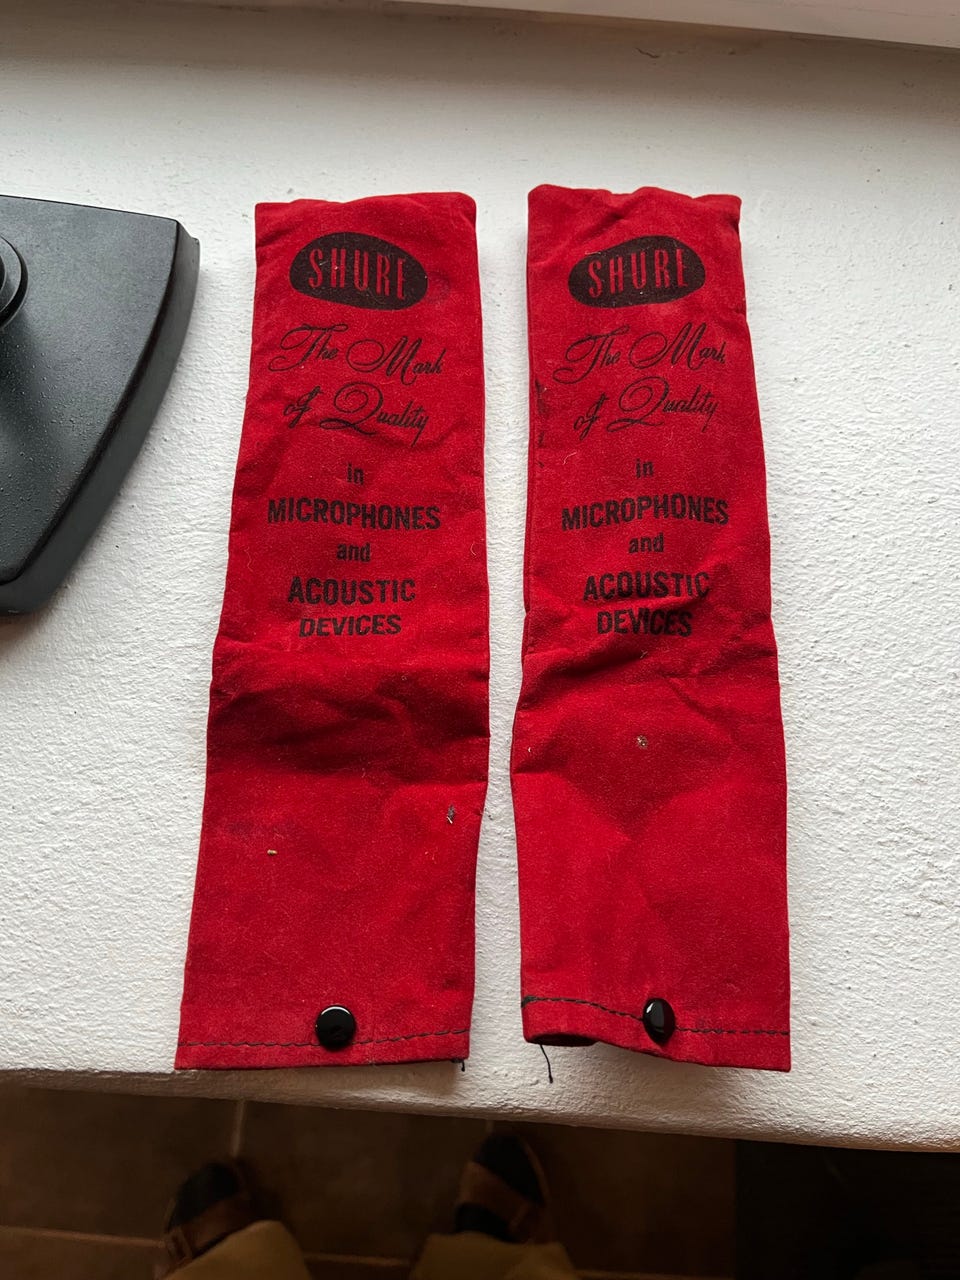 SHURE
The Mark
of Quality
in
MICROPHONES
and
ACOUSTIC
DEVICES
SHURE
The Mark
of Quality
in
MICROPHONES
and
ACOUSTIC
DEVICES